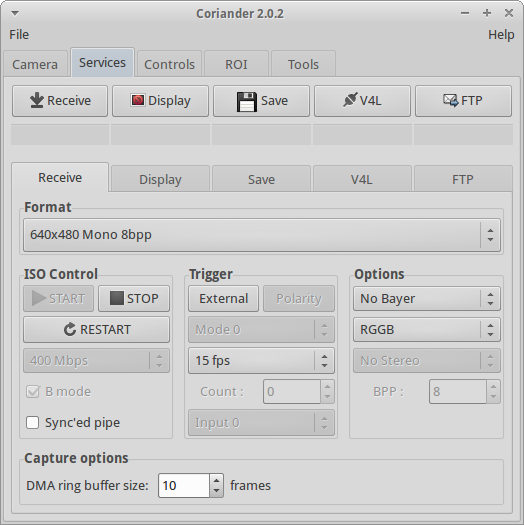 Coriander 2.0.2
File Help
Camera Services Controls ROI Tools
Receive Display Save V4L FTP
Receive Display Save V4L FTP
Format
640x480 Mono 8bpp
ISO Control Trigger Options
START STOP External Polarity No Bayer
RESTART Mode 0 RGGB
400 Mbps 15 fps No Stereo
B mode Count : 0 BPP : 8
Sync'ed pipe Input 0
Capture options
DMA ring buffer size: 10 frames